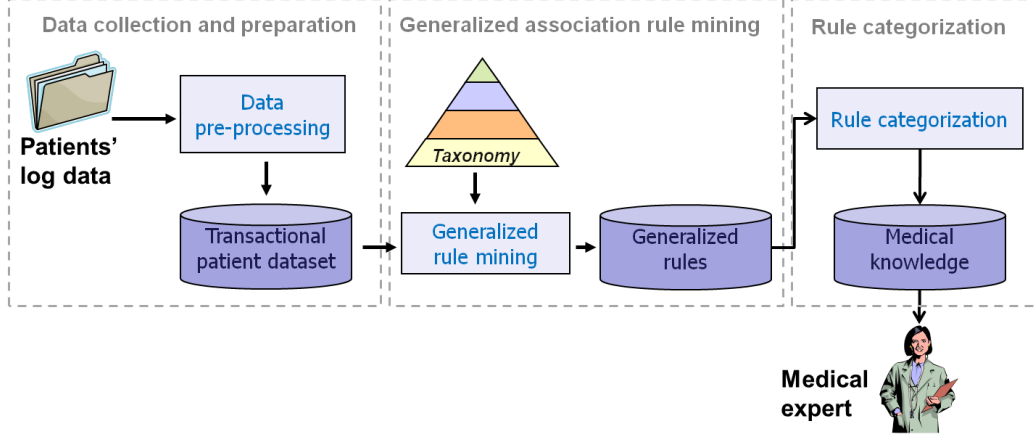 Data collection and preparation
Generalized association rule mining
Rule categorization
Patients'
log data
Data
pre-processing
Transactional
patient dataset
Taxonomy
Generalized
rule mining
Generalized
rules
Rule categorization
Medical
knowledge
Medical
expert